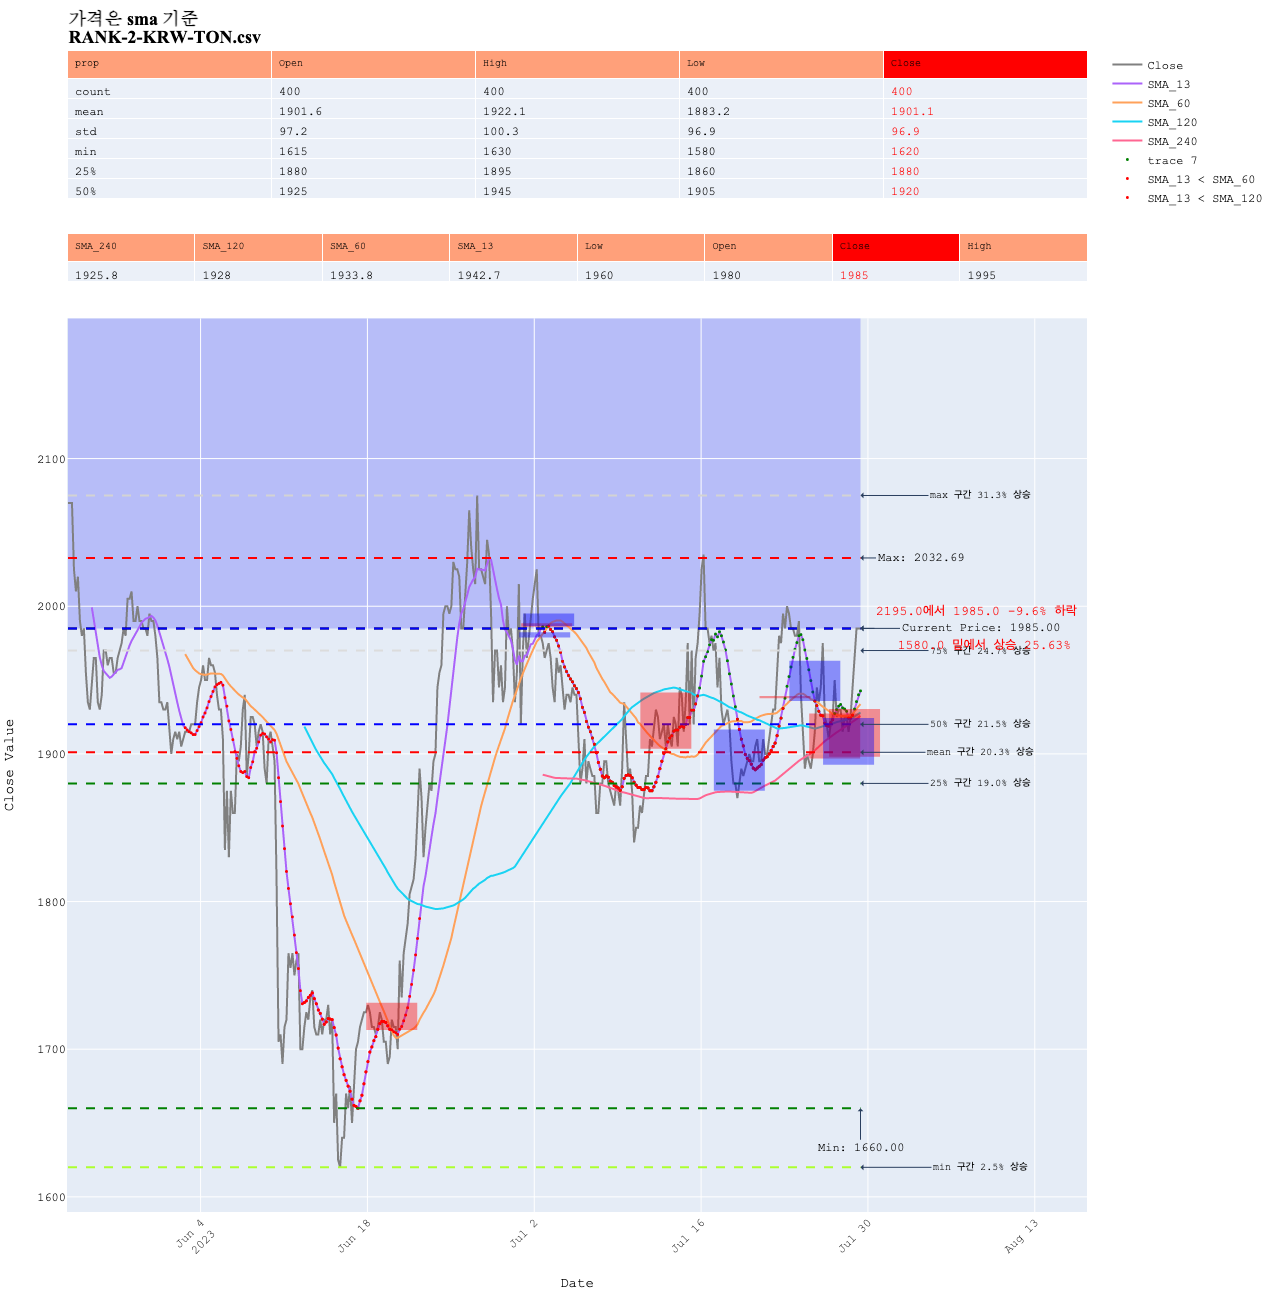 가격은 sma 기준
RANK-2-KRW-TON.csv
prop Open High Low Close
count 400 400 400 400
mean 1901.6 1922.1 1883.2 1901.1
std 97.2 100.3 96.9 96.9
min 1615 1630 1580 1620
25% 1880 1895 1860 1880
50% 1925 1945 1905 1920
Close
SMA_13
SMA_60
SMA_120
SMA_240
trace 7
SMA_13 < SMA_60
SMA_13 < SMA_120
SMA_240 SMA_120 SMA_60 SMA_13 Low Open Close High
1925.8 1928 1933.8 1942.7 1960 1980 1985 1995
2100
2000
1900
1800
1700
1600
Close Value
max 구간 31.3% 상승
Max: 2032.69
2195.0에서 1985.0 -9.6% 하락
Current Price: 1985.00
1580.0 밑에서 상승 25.63%
75% 구간 24.7% 상승
50% 구간 21.5% 상승
mean 구간 20.3% 상승
25% 구간 19.0% 상승
Min: 1660.00
min 구간 2.5% 상승
Jun 4
2023
Jun 18
Jul 2
Jul 16
Jul 30
Aug 13
Date